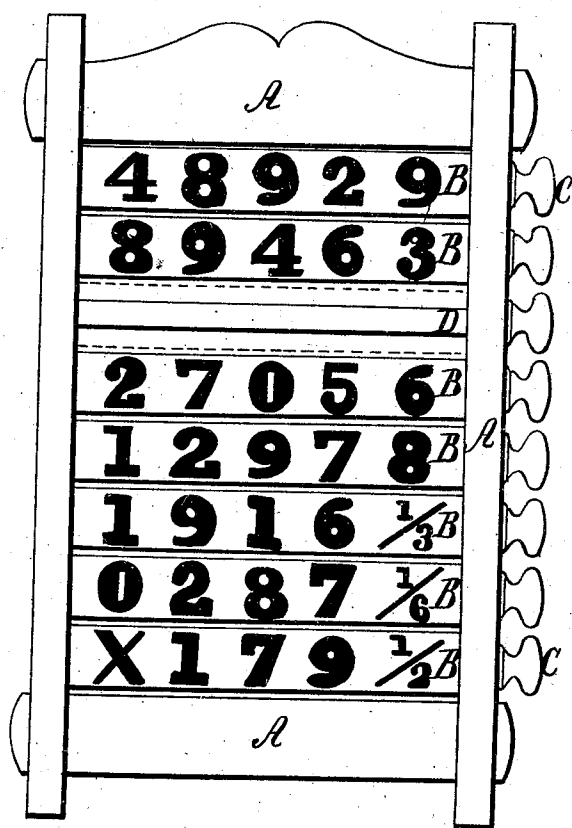 A
4 8 9 2 9 B C
8 9 4 6 3 B
D
2 7 0 5 6 B
A
1 2 9 7 8 B
1 9 1 6 1/3 B
0 2 8 7 1/6 B
X 1 7 9 1/2 B C
A